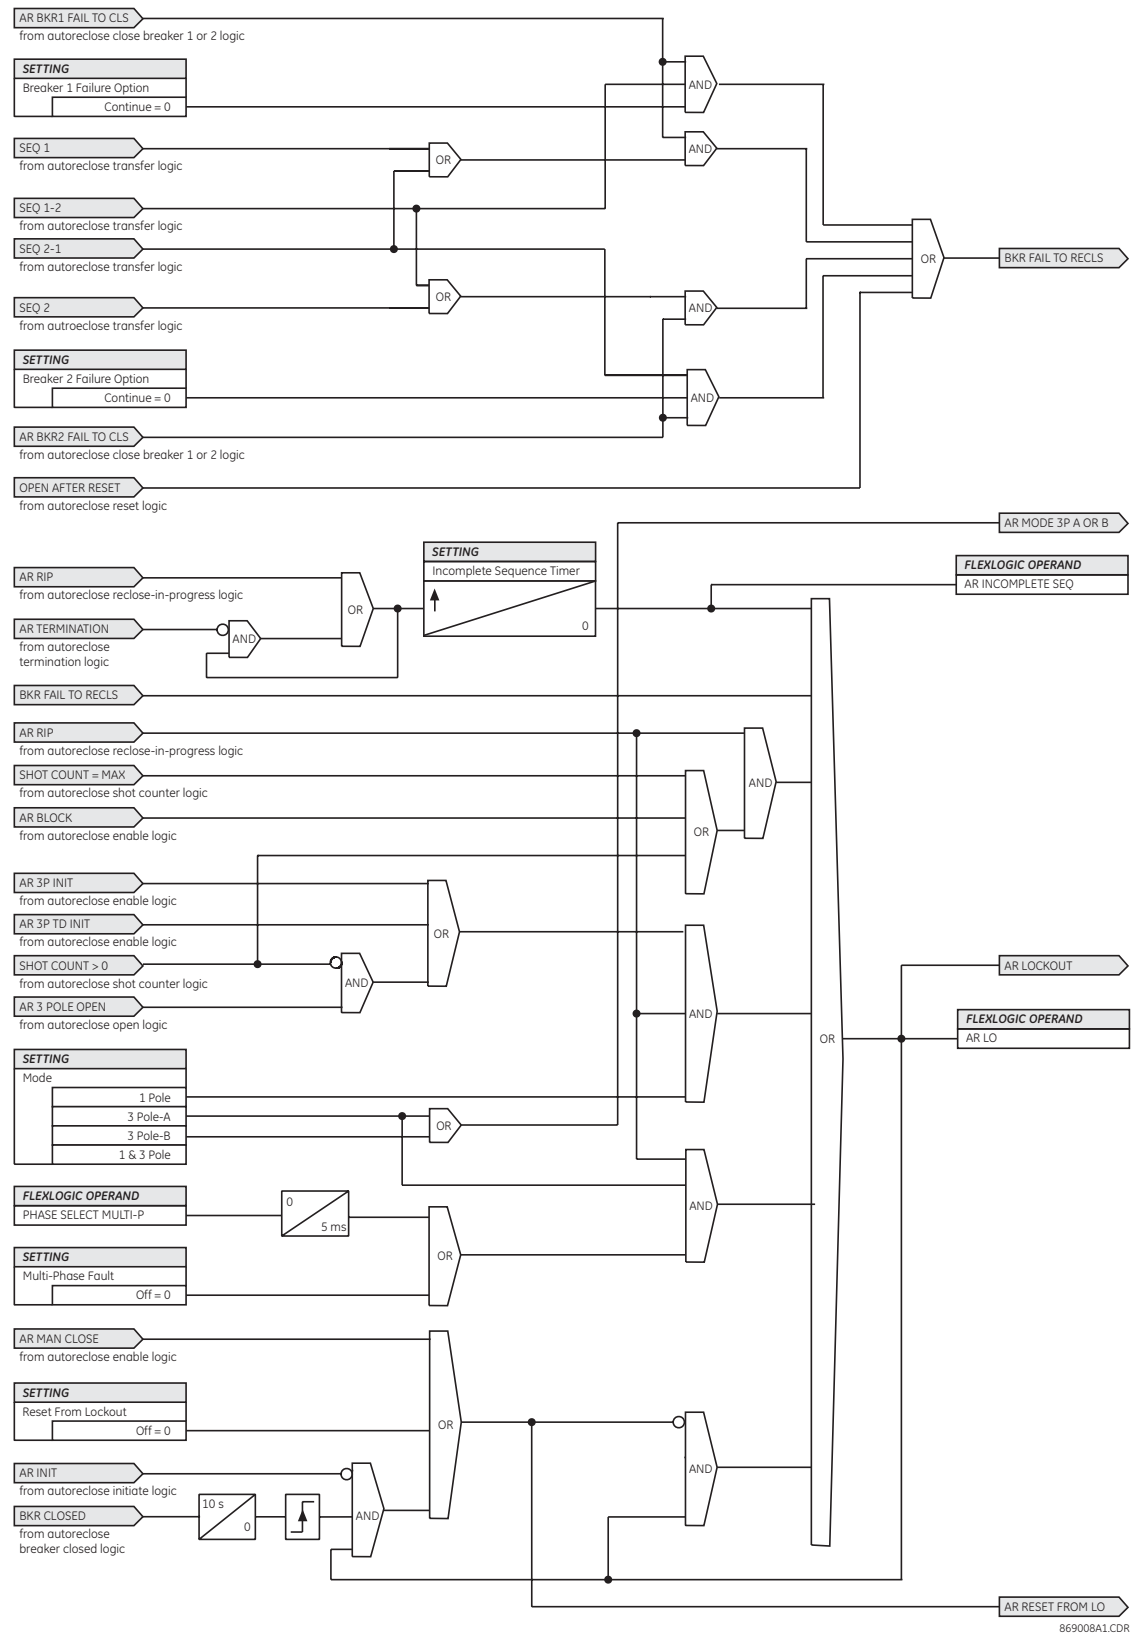 AR BKR1 FAIL TO CLS
from autoreclose close breaker 1 or 2 logic
SETTING
Breaker 1 Failure Option
Continue = 0
AND
SEQ 1
from autoreclose transfer logic
OR
AND
SEQ 1-2
from autoreclose transfer logic
SEQ 2-1
from autoreclose transfer logic
OR
BKR FAIL TO RECLS
SEQ 2
from autroeclose transfer logic
OR
AND
SETTING
Breaker 2 Failure Option
Continue = 0
AND
AR BKR2 FAIL TO CLS
from autoreclose close breaker 1 or 2 logic
OPEN AFTER RESET
from autoreclose reset logic
AR MODE 3P A OR B
SETTING
Incomplete Sequence Timer
0
FLEXLOGIC OPERAND
AR INCOMPLETE SEQ
AR RIP
from autoreclose reclose-in-progress logic
OR
AR TERMINATION
from autoreclose
termination logic
AND
BKR FAIL TO RECLS
AR RIP
from autoreclose reclose-in-progress logic
SHOT COUNT = MAX
from autoreclose shot counter logic
AND
AR BLOCK
from autoreclose enable logic
OR
AR 3P INIT
from autoreclose enable logic
AR 3P TD INIT
from autoreclose enable logic
OR
SHOT COUNT > 0
from autoreclose shot counter logic
AND
AR LOCKOUT
AR 3 POLE OPEN
from autoreclose open logic
AND
FLEXLOGIC OPERAND
AR LO
OR
SETTING
Mode
1 Pole
3 Pole-A
3 Pole-B
1 & 3 Pole
OR
FLEXLOGIC OPERAND
PHASE SELECT MULTI-P
0
5 ms
AND
SETTING
Multi-Phase Fault
Off = 0
OR
AR MAN CLOSE
from autoreclose enable logic
SETTING
Reset From Lockout
Off = 0
OR
AR INIT
from autoreclose initiate logic
AND
BKR CLOSED
from autoreclose
breaker closed logic
10 s
0
AND
AR RESET FROM LO
869008A1.CDR